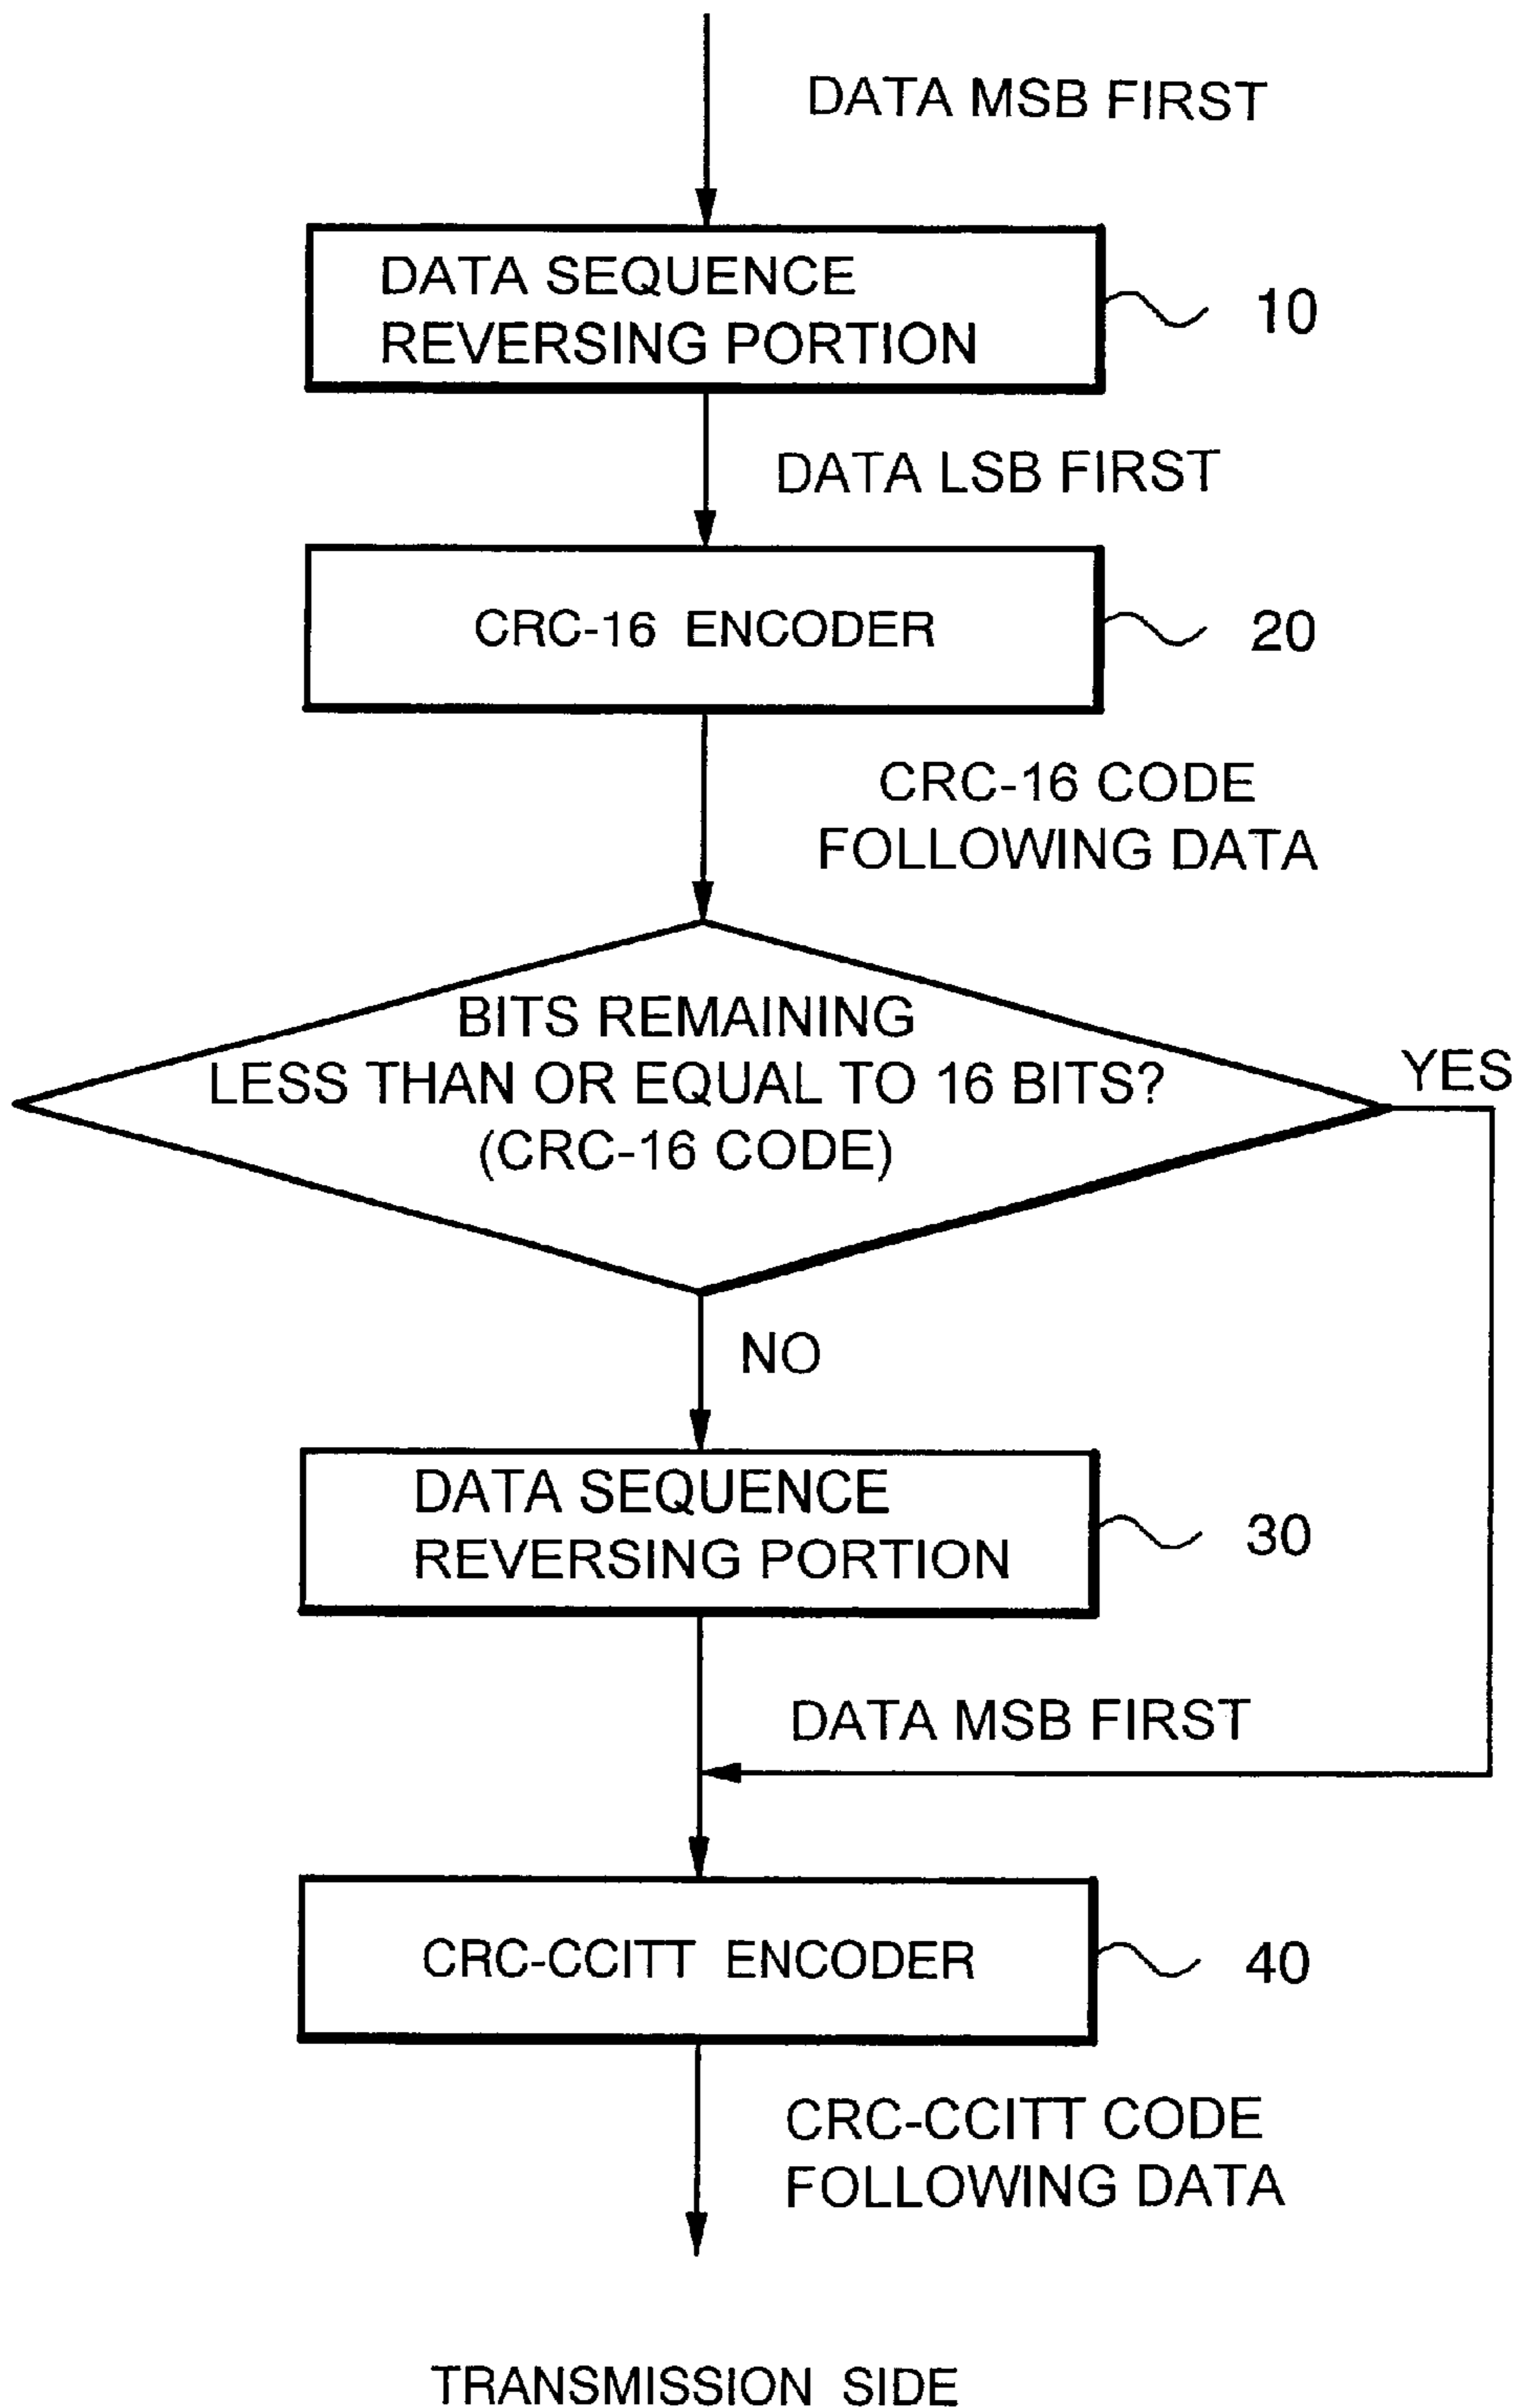 DATA MSB FIRST
DATA SEQUENCE
REVERSING PORTION
10
DATA LSB FIRST
CRC-16 ENCODER
20
CRC-16 CODE
FOLLOWING DATA
BITS REMAINING
LESS THAN OR EQUAL TO 16 BITS?
(CRC-16 CODE)
YES
NO
DATA SEQUENCE
REVERSING PORTION
30
DATA MSB FIRST
CRC-CCITT ENCODER
40
CRC-CCITT CODE
FOLLOWING DATA
TRANSMISSION SIDE